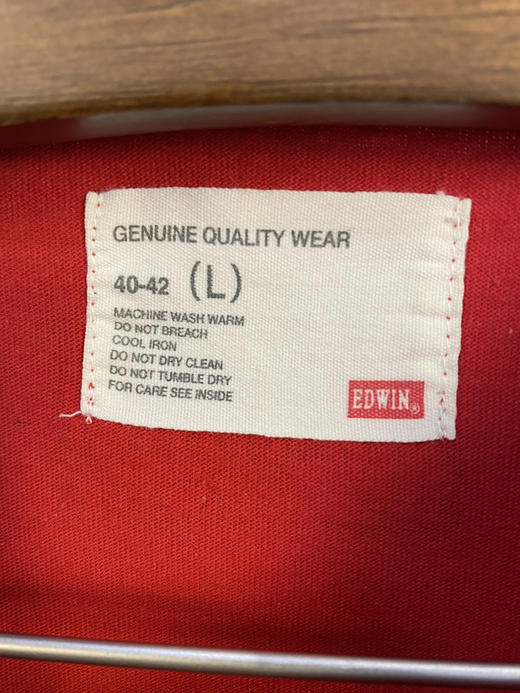 GENUINE QUALITY WEAR
40-42 (L)
MACHINE WASH WARM
DO NOT BREACH
COOL IRON
DO NOT DRY CLEAN
DO NOT TUMBLE DRY
FOR CARE SEE INSIDE
EDWIN®